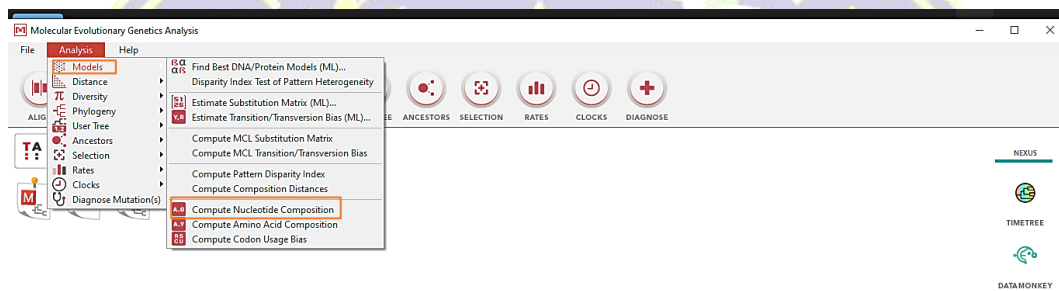 Molecular Evolutionary Genetics Analysis
File Analysis Help
Models
Distance
Diversity
Phylogeny
User Tree
Ancestors
Selection
Rates
Clocks
Diagnose Mutation(s)
Find Best DNA/Protein Models (ML)...
Disparity Index Test of Pattern Heterogeneity
Estimate Substitution Matrix (ML)...
Estimate Transition/Transversion Bias (ML)...
Compute MCL Substitution Matrix
Compute MCL Transition/Transversion Bias
Compute Pattern Disparity Index
Compute Composition Distances
Compute Nucleotide Composition
Compute Amino Acid Composition
Compute Codon Usage Bias
ALIG
EE ANCESTORS SELECTION RATES CLOCKS DIAGNOSE
TA
M
NEXUS
TIMETREE
DATAMONKEY